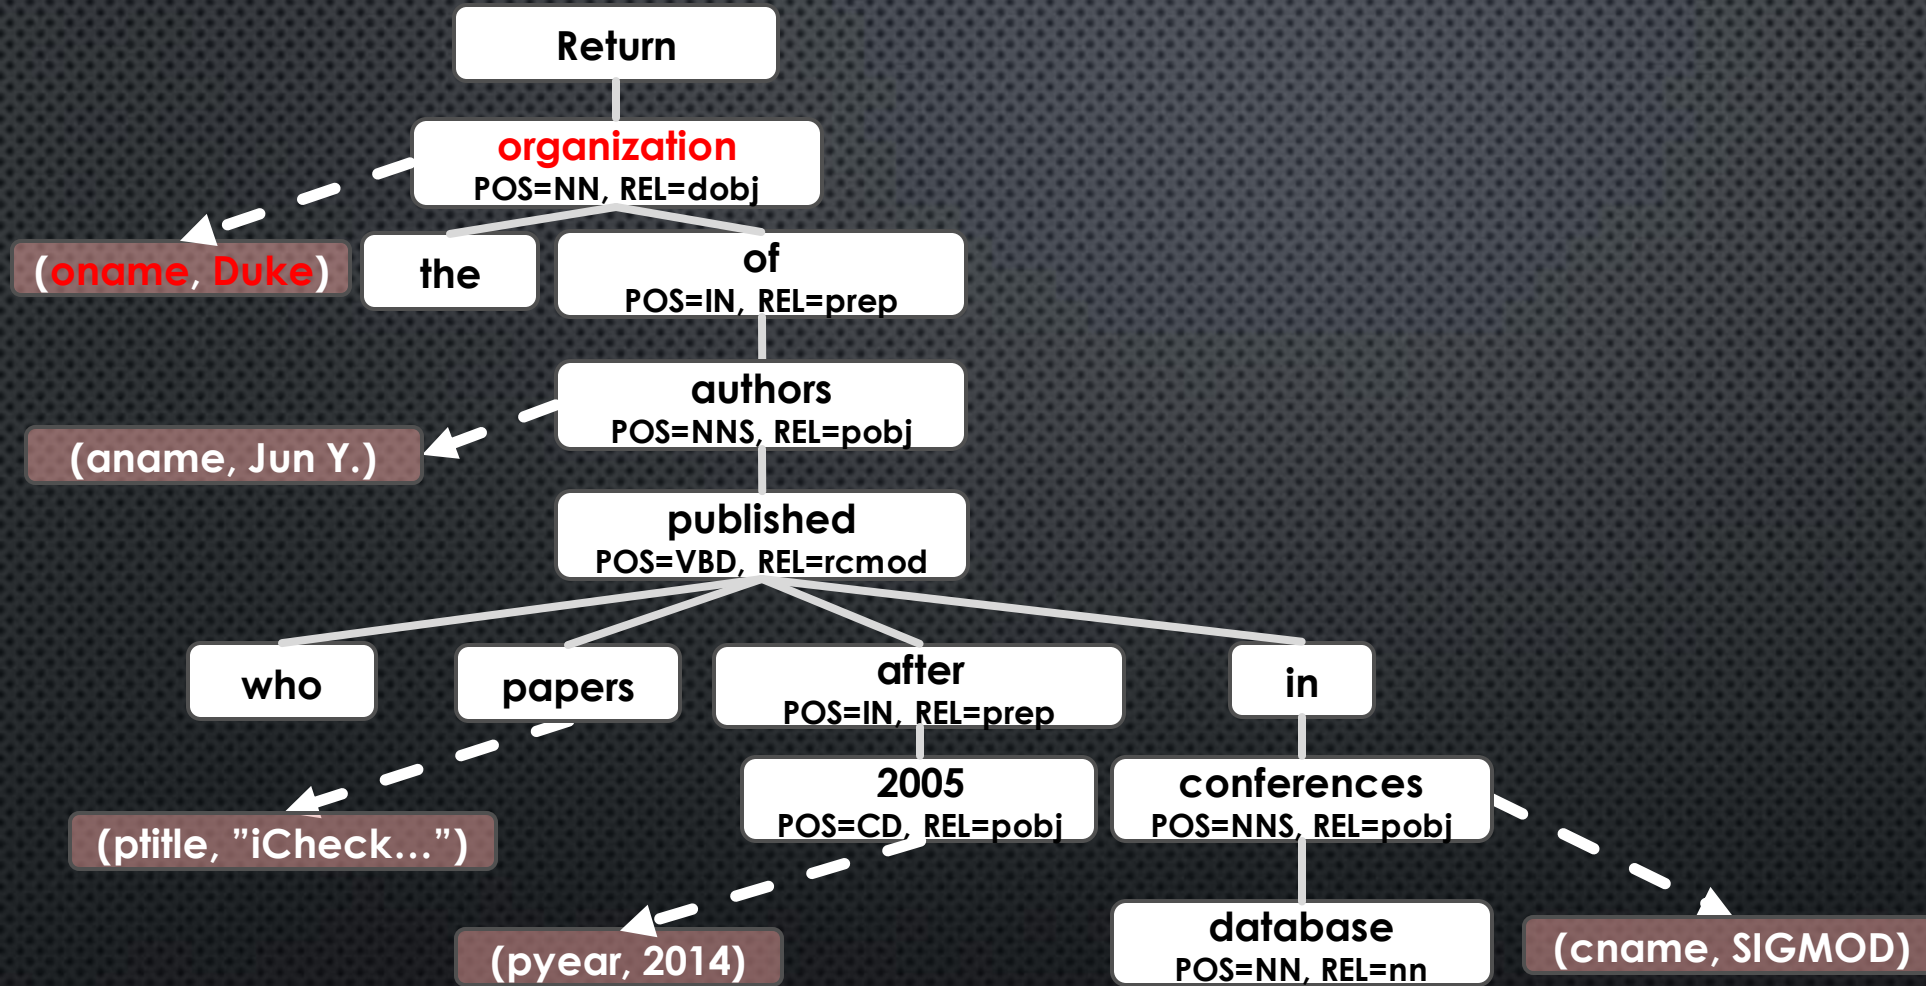 Return
organization
POS=NN, REL=dobj
(oname, Duke)
the
of
POS=IN, REL=prep
authors
POS=NNS, REL=pobj
(aname, Jun Y.)
published
POS=VBD, REL=rcmod
who
papers
after
POS=IN, REL=prep
in
2005
POS=CD, REL=pobj
conferences
POS=NNS, REL=pobj
(ptitle, ”iCheck...”)
database
POS=NN, REL=nn
(pyear, 2014)
(cname, SIGMOD)